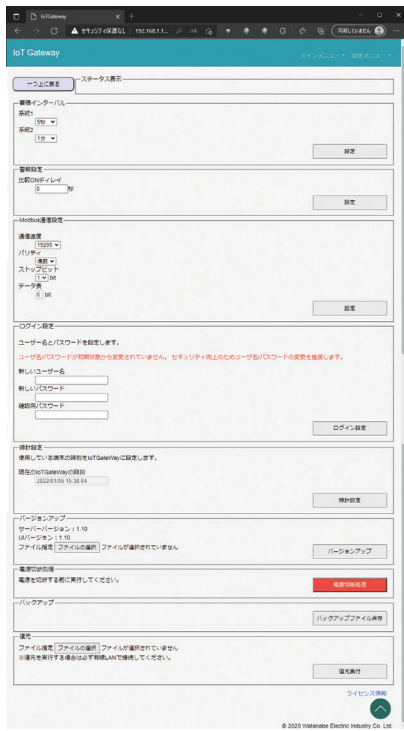 IoTGateway
セキュリティ保護なし
192.168.1.1...
同期していません
IoT Gateway
メインメニュー 設定メニュー
一つ上に戻る
ステータス表示
蓄積インターバル
系統1
5秒
系統2
1分
設定
警報設定
比較ONディレイ
0 秒
設定
Modbus通信設定
通信速度
19200
パリティ
偶数
ストップビット
1 bit
データ長
8 bit
設定
ログイン設定
ユーザー名とパスワードを設定します。
ユーザ名/パスワードが初期状態から変更されていません。 セキュリティ向上のためユーザ名/パスワードの変更を推奨します。
新しいユーザー名
新しいパスワード
確認用パスワード
ログイン設定
時計設定
使用している端末の時刻をIoTGateWayに設定します。
現在のIoTGateWayの時刻
2022/01/05 15:30:04
時計設定
バージョンアップ
サーバーバージョン : 1.10
UIバージョン : 1.10
ファイル指定 ファイルの選択 ファイルが選択されていません
バージョンアップ
電源切断処理
電源を切断する前に実行してください。
電源切断処理
バックアップ
バックアップファイル保存
復元
ファイル指定 ファイルの選択 ファイルが選択されていません
※復元を実行する場合は必ず有線LANで接続してください。
復元実行
ライセンス情報
© 2020 Watanabe Electric Industry Co. Ltd.